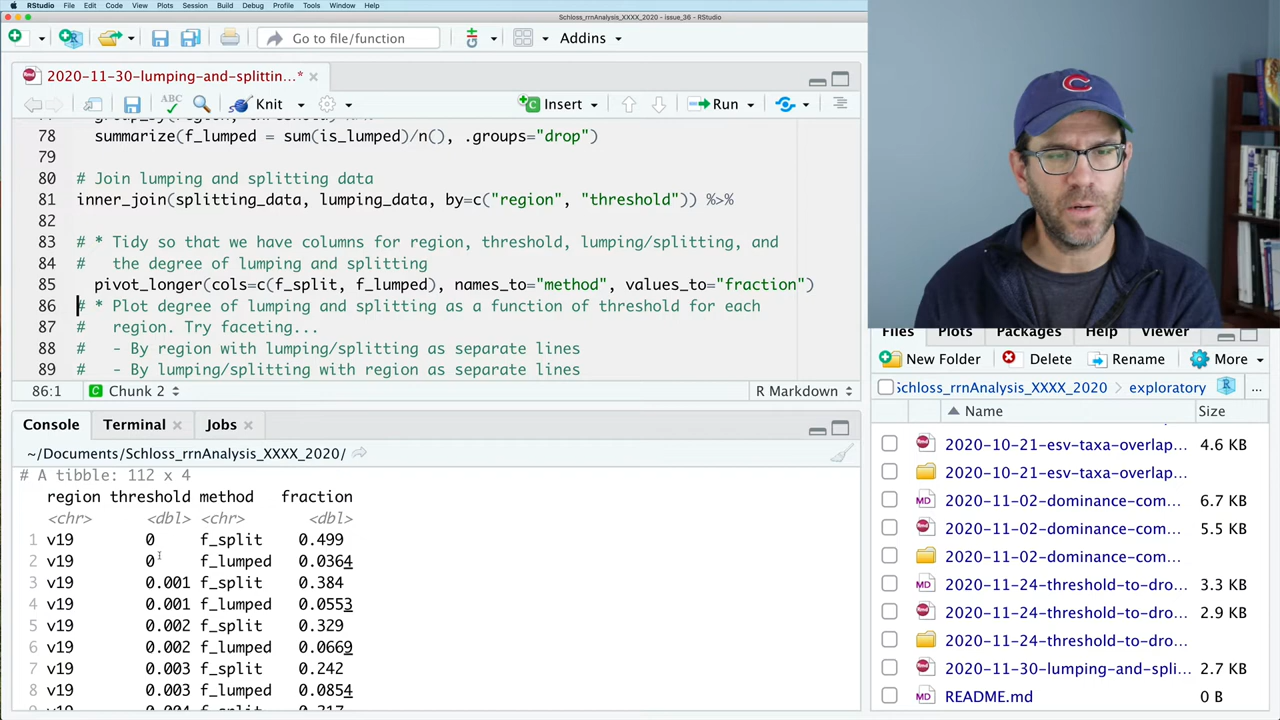 RStudio File Edit Code View Plots Session Build Debug Profile Tools Window Help
Schloss_rrnAnalysis_XXXX_2020 - issue_36 - RStudio
Go to file/function
Addins
2020-11-30-lumping-and-splittin...*
ABC
Knit
Insert
Run
78 summarize(f_lumped = sum(is_lumped)/n(), .groups="drop")
79
80 # Join lumping and splitting data
81 inner_join(splitting_data, lumping_data, by=c("region", "threshold")) %>%
82
83 # * Tidy so that we have columns for region, threshold, lumping/splitting, and
84 #   the degree of lumping and splitting
85 pivot_longer(cols=c(f_split, f_lumped), names_to="method", values_to="fraction")
86 # * Plot degree of lumping and splitting as a function of threshold for each
87 #   region. Try faceting...
88 #   - By region with lumping/splitting as separate lines
89 #   - By lumping/splitting with region as separate lines
86:1
Chunk 2
R Markdown
Console
Terminal
Jobs
~/Documents/Schloss_rrnAnalysis_XXXX_2020/
# A tibble: 112 x 4
region threshold method fraction
<chr> <dbl> <chr> <dbl>
1 v19 0 f_split 0.499
2 v19 0 f_lumped 0.0364
3 v19 0.001 f_split 0.384
4 v19 0.001 f_lumped 0.0553
5 v19 0.002 f_split 0.329
6 v19 0.002 f_lumped 0.0669
7 v19 0.003 f_split 0.242
8 v19 0.003 f_lumped 0.0854
Files Plots Packages Help Viewer
New Folder Delete Rename More
Schloss_rrnAnalysis_XXXX_2020 exploratory ...
Name Size
2020-10-21-esv-taxa-overlap... 4.6 KB
2020-10-21-esv-taxa-overlap...
2020-11-02-dominance-com... 6.7 KB
2020-11-02-dominance-com... 5.5 KB
2020-11-02-dominance-com...
2020-11-24-threshold-to-dro... 3.3 KB
2020-11-24-threshold-to-dro... 2.9 KB
2020-11-24-threshold-to-dro...
2020-11-30-lumping-and-spli... 2.7 KB
README.md 0 B